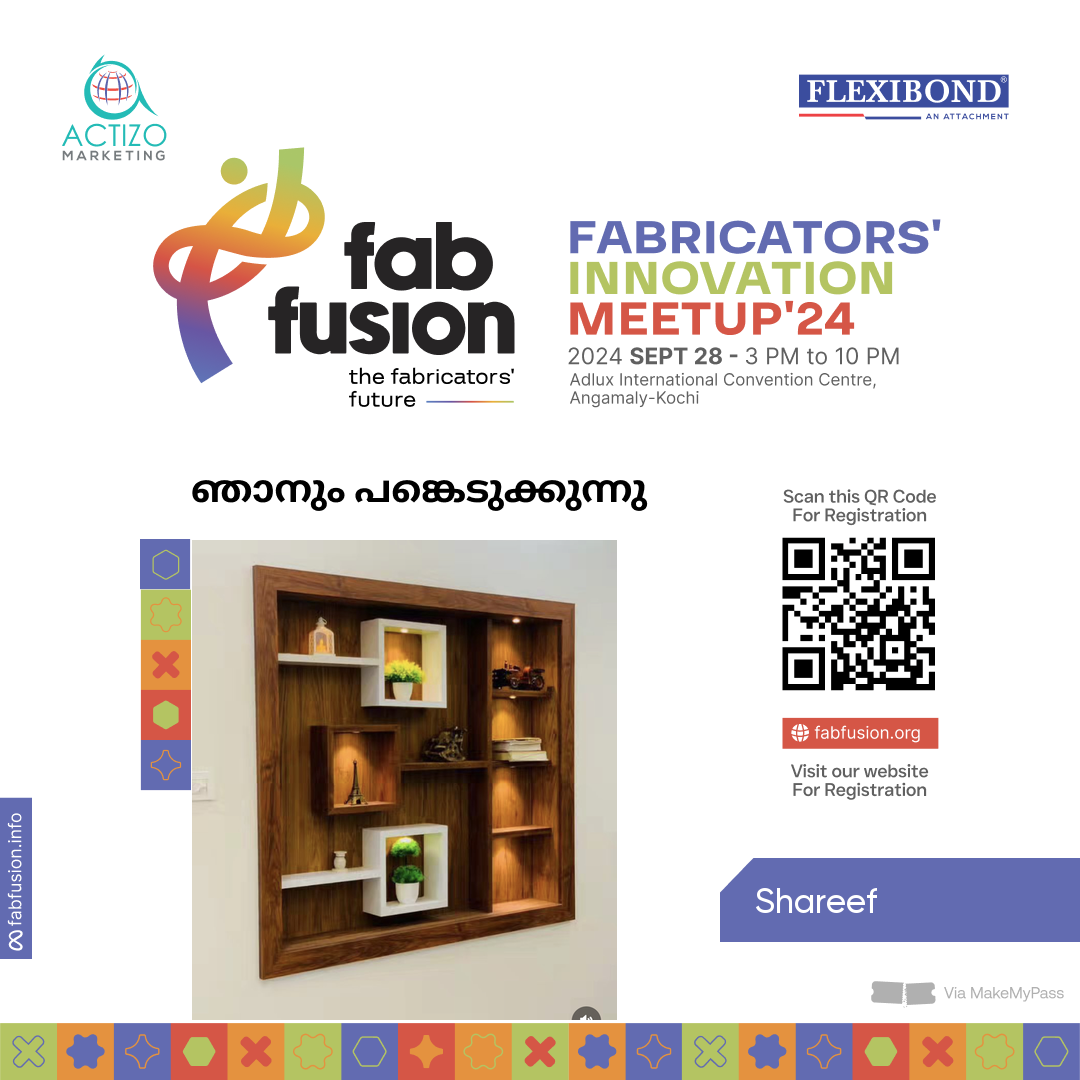 ACTIZO
MARKETING
FLEXIBOND®
AN ATTACHMENT
fab
fusion
the fabricators'
future
FABRICATORS'
INNOVATION
MEETUP'24
2024 SEPT 28 - 3 PM to 10 PM
Adlux International Convention Centre,
Angamaly-Kochi
ഞാനും പങ്കെടുക്കുന്നു
Scan this QR Code
For Registration
fabfusion.org
Visit our website
For Registration
fabfusion.info
Shareef
Via MakeMyPass